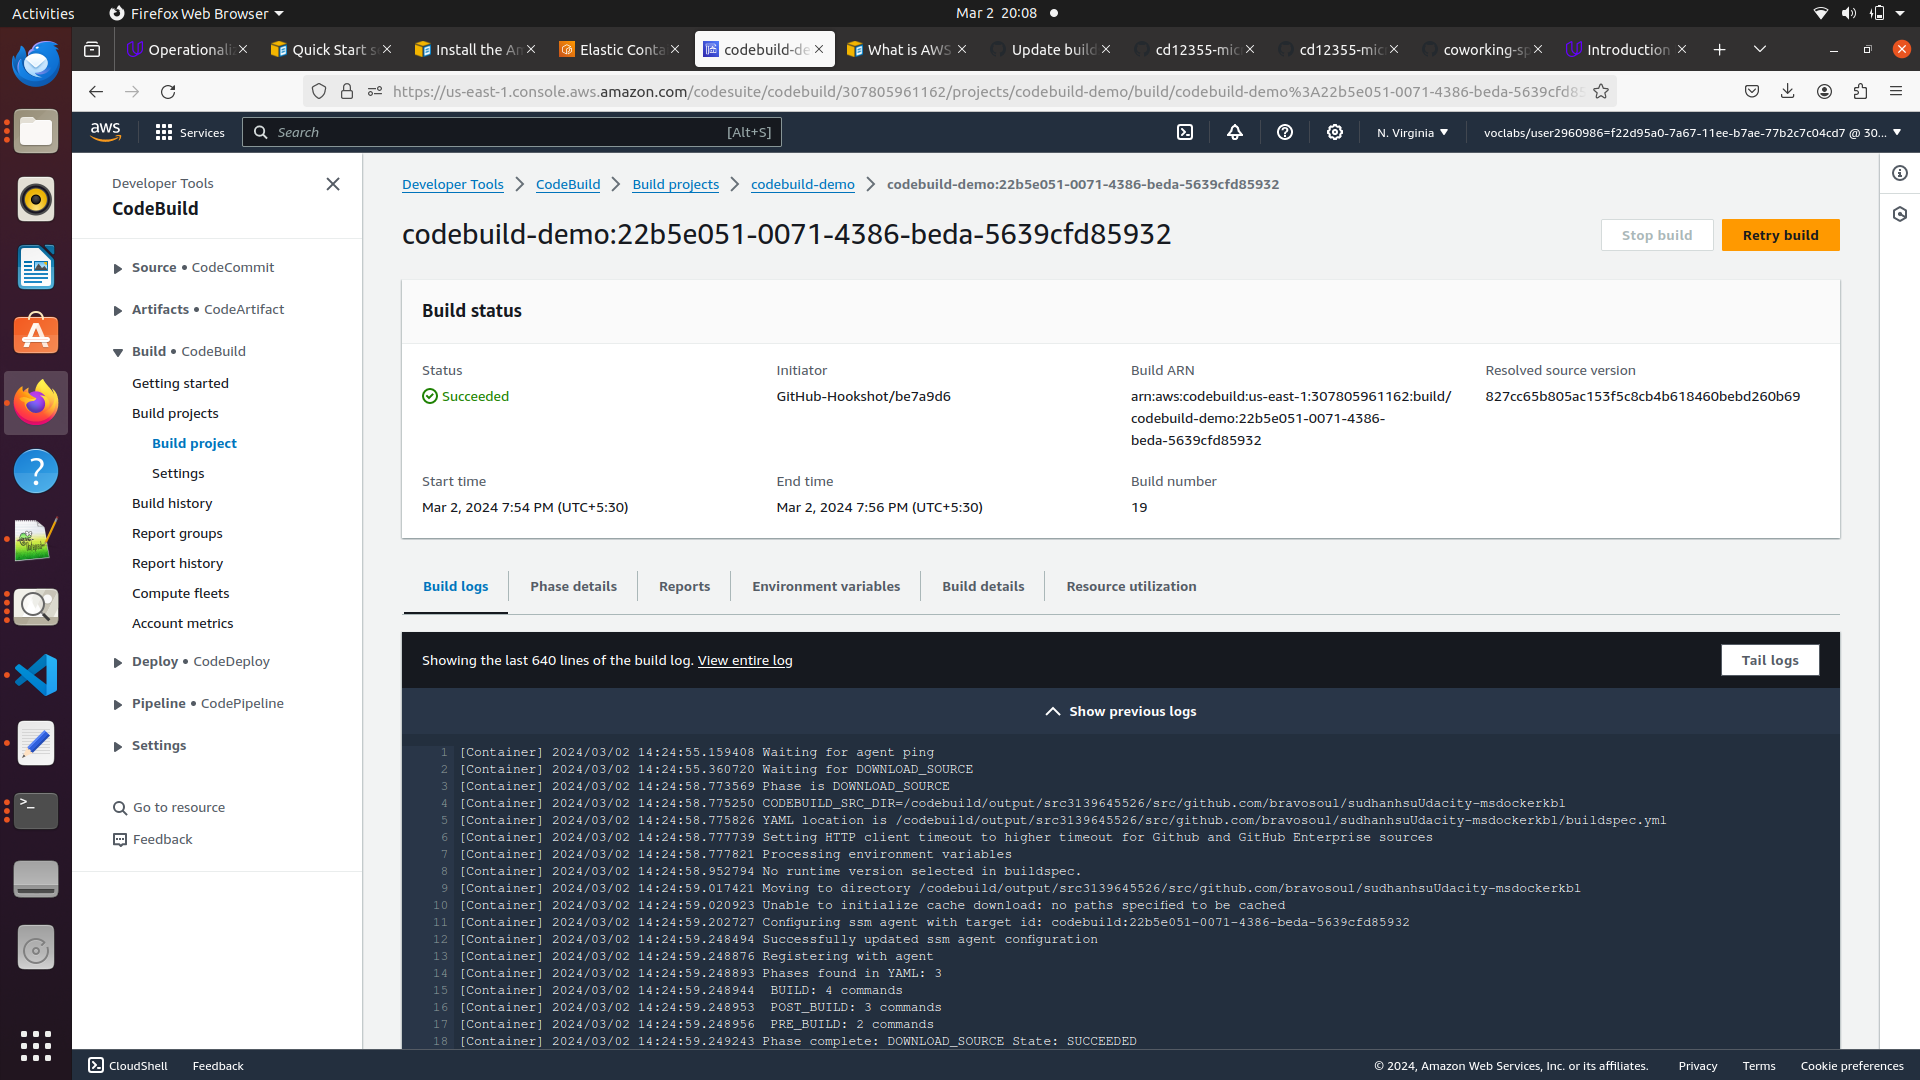 Activities
Firefox Web Browser
Mar 2 20:08
Operationali
Quick Start s
Install the Am
Elastic Conta
codebuild-de
What is AWS
Update build
cd12355-mic
cd12355-mic
coworking-sp
Introduction
https://us-east-1.console.aws.amazon.com/codesuite/codebuild/307805961162/projects/codebuild-demo/build/codebuild-demo%3A22b5e051-0071-4386-beda-5639cfd85
aws
Services
Search
[Alt+S]
N. Virginia
voclabs/user2960986=f22d95a0-7a67-11ee-b7ae-77b2c7c04cd7 @ 30...
Developer Tools
CodeBuild
Source • CodeCommit
Artifacts • CodeArtifact
Build • CodeBuild
Getting started
Build projects
Build project
Settings
Build history
Report groups
Report history
Compute fleets
Account metrics
Deploy • CodeDeploy
Pipeline • CodePipeline
Settings
Go to resource
Feedback
Developer Tools
CodeBuild
Build projects
codebuild-demo
codebuild-demo:22b5e051-0071-4386-beda-5639cfd85932
codebuild-demo:22b5e051-0071-4386-beda-5639cfd85932
Stop build
Retry build
Build status
Status
Succeeded
Initiator
GitHub-Hookshot/be7a9d6
Build ARN
arn:aws:codebuild:us-east-1:307805961162:build/
codebuild-demo:22b5e051-0071-4386-
beda-5639cfd85932
Resolved source version
827cc65b805ac153f5c8cb4b618460bebd260b69
Start time
Mar 2, 2024 7:54 PM (UTC+5:30)
End time
Mar 2, 2024 7:56 PM (UTC+5:30)
Build number
19
Build logs
Phase details
Reports
Environment variables
Build details
Resource utilization
Showing the last 640 lines of the build log. View entire log
Tail logs
Show previous logs
1 [Container] 2024/03/02 14:24:55.159408 Waiting for agent ping
2 [Container] 2024/03/02 14:24:55.360720 Waiting for DOWNLOAD_SOURCE
3 [Container] 2024/03/02 14:24:58.773569 Phase is DOWNLOAD_SOURCE
4 [Container] 2024/03/02 14:24:58.775250 CODEBUILD_SRC_DIR=/codebuild/output/src3139645526/src/github.com/bravosoul/sudhanhsuUdacity-msdockerkbl
5 [Container] 2024/03/02 14:24:58.775826 YAML location is /codebuild/output/src3139645526/src/github.com/bravosoul/sudhanhsuUdacity-msdockerkbl/buildspec.yml
6 [Container] 2024/03/02 14:24:58.777739 Setting HTTP client timeout to higher timeout for Github and GitHub Enterprise sources
7 [Container] 2024/03/02 14:24:58.777821 Processing environment variables
8 [Container] 2024/03/02 14:24:58.952794 No runtime version selected in buildspec.
9 [Container] 2024/03/02 14:24:59.017421 Moving to directory /codebuild/output/src3139645526/src/github.com/bravosoul/sudhanhsuUdacity-msdockerkbl
10 [Container] 2024/03/02 14:24:59.020923 Unable to initialize cache download: no paths specified to be cached
11 [Container] 2024/03/02 14:24:59.202727 Configuring ssm agent with target id: codebuild:22b5e051-0071-4386-beda-5639cfd85932
12 [Container] 2024/03/02 14:24:59.248494 Successfully updated ssm agent configuration
13 [Container] 2024/03/02 14:24:59.248876 Registering with agent
14 [Container] 2024/03/02 14:24:59.248893 Phases found in YAML: 3
15 [Container] 2024/03/02 14:24:59.248944  BUILD: 4 commands
16 [Container] 2024/03/02 14:24:59.248953  POST_BUILD: 3 commands
17 [Container] 2024/03/02 14:24:59.248956  PRE_BUILD: 2 commands
18 [Container] 2024/03/02 14:24:59.249243 Phase complete: DOWNLOAD_SOURCE State: SUCCEEDED
CloudShell
Feedback
© 2024, Amazon Web Services, Inc. or its affiliates.
Privacy
Terms
Cookie preferences